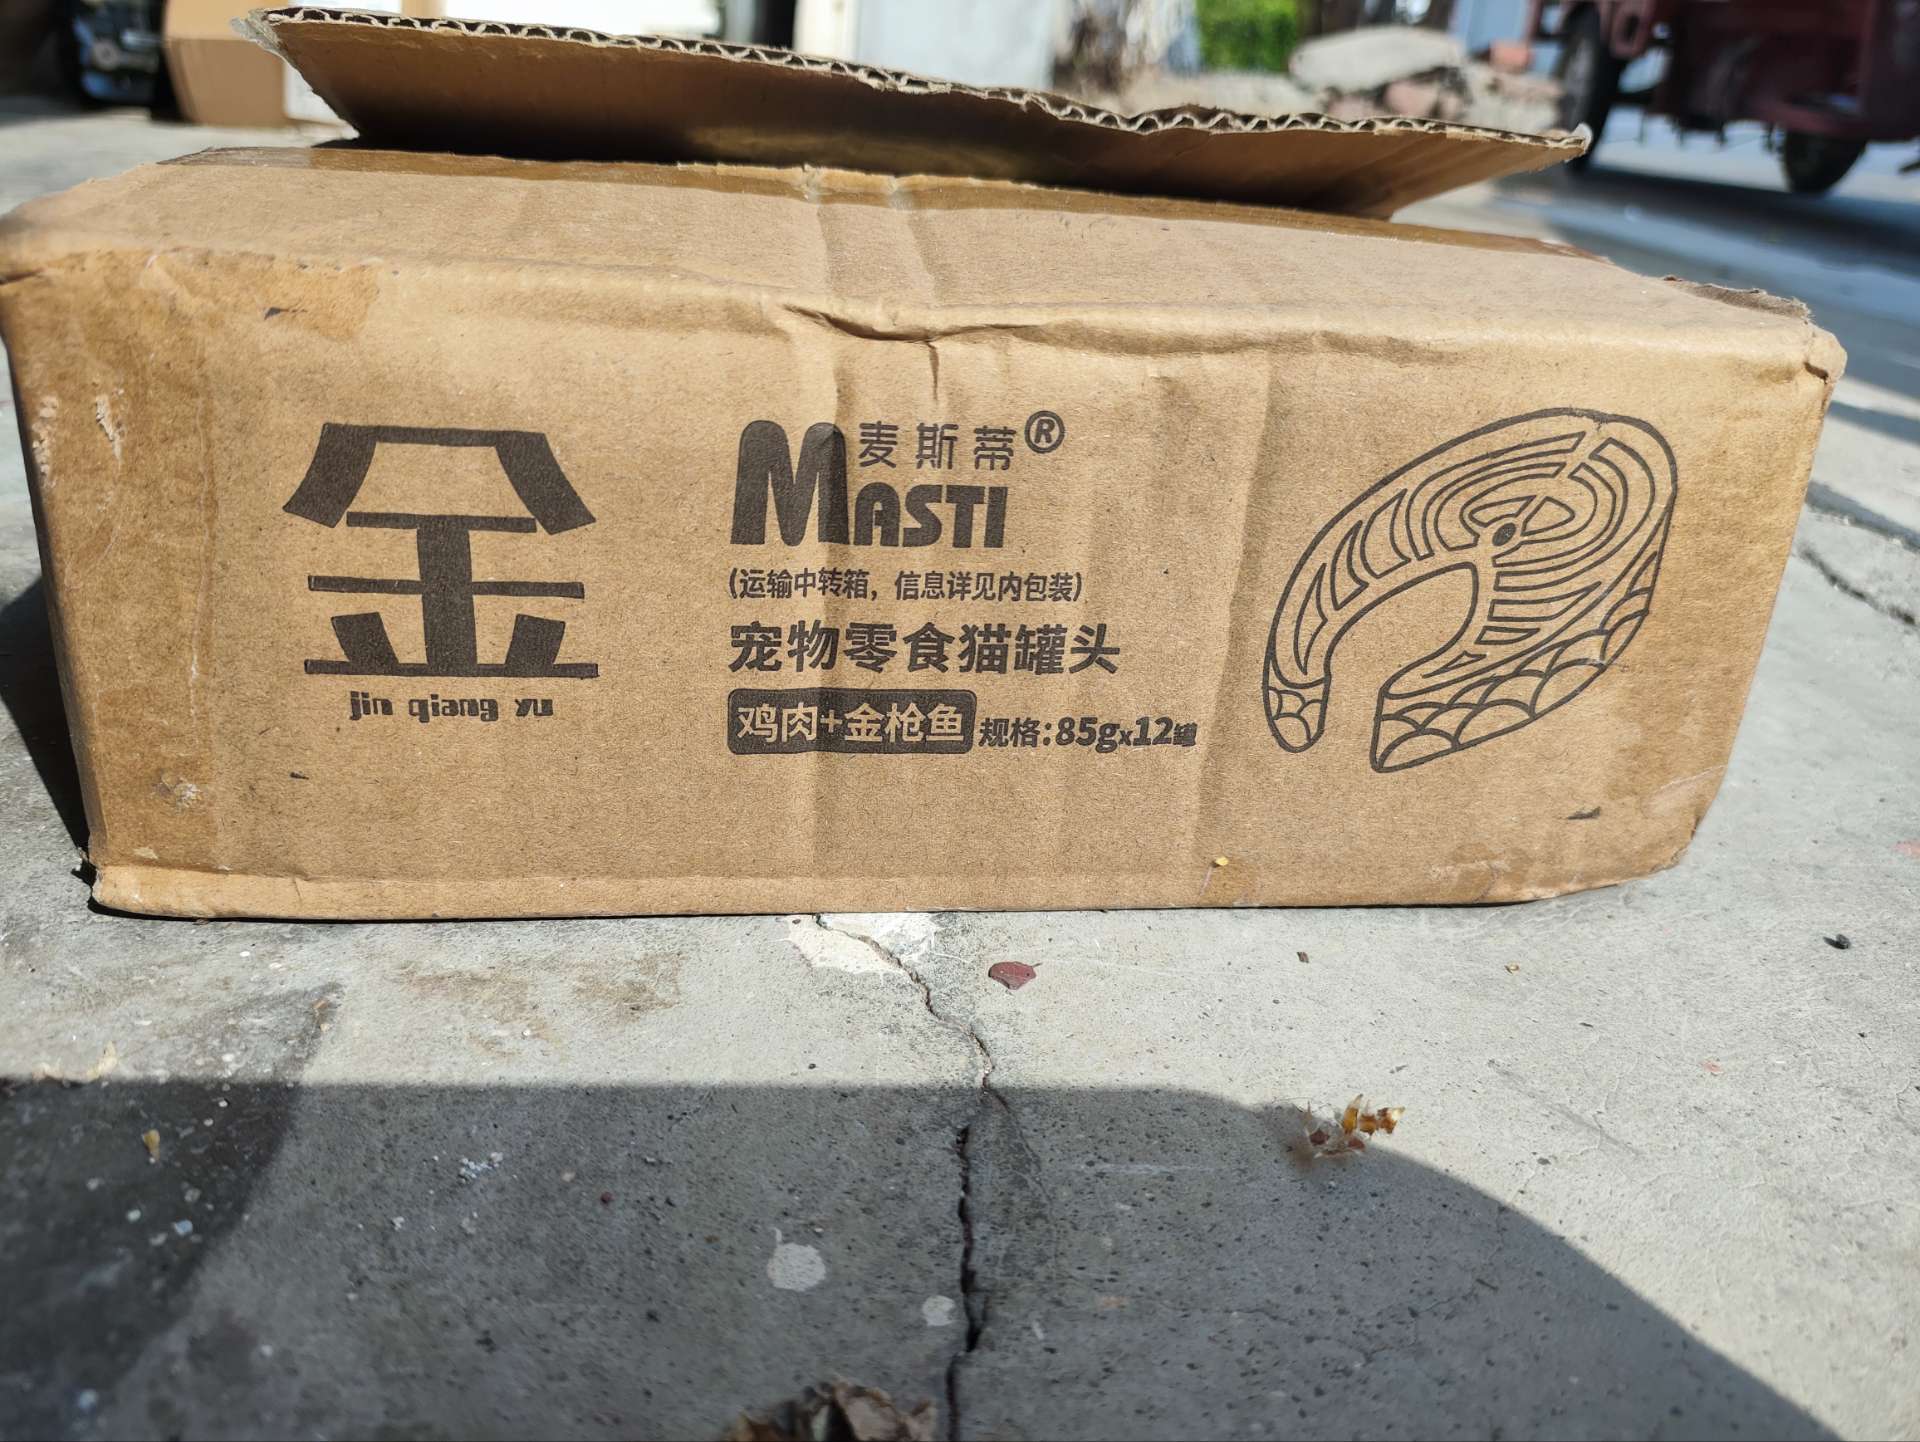 金
jin qiang yu
麦斯蒂®
MASTI
(运输中转箱，信息详见内包装)
宠物零食猫罐头
鸡肉+金枪鱼 规格:85gx12罐